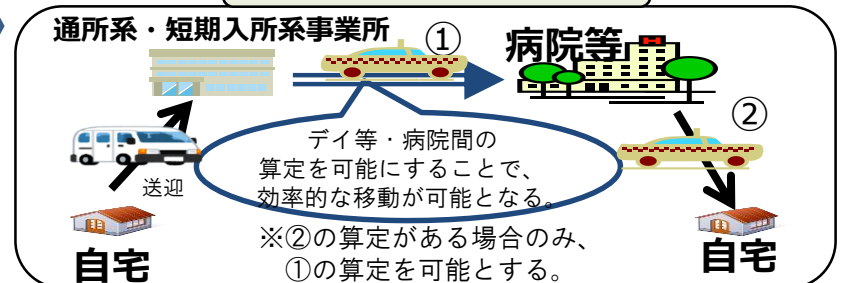 通所系・短期入所系事業所
①
病院等
②
デイ等・病院間の
算定を可能にすることで、
効率的な移動が可能となる。
送迎
自宅
※②の算定がある場合のみ、
①の算定を可能とする。
自宅